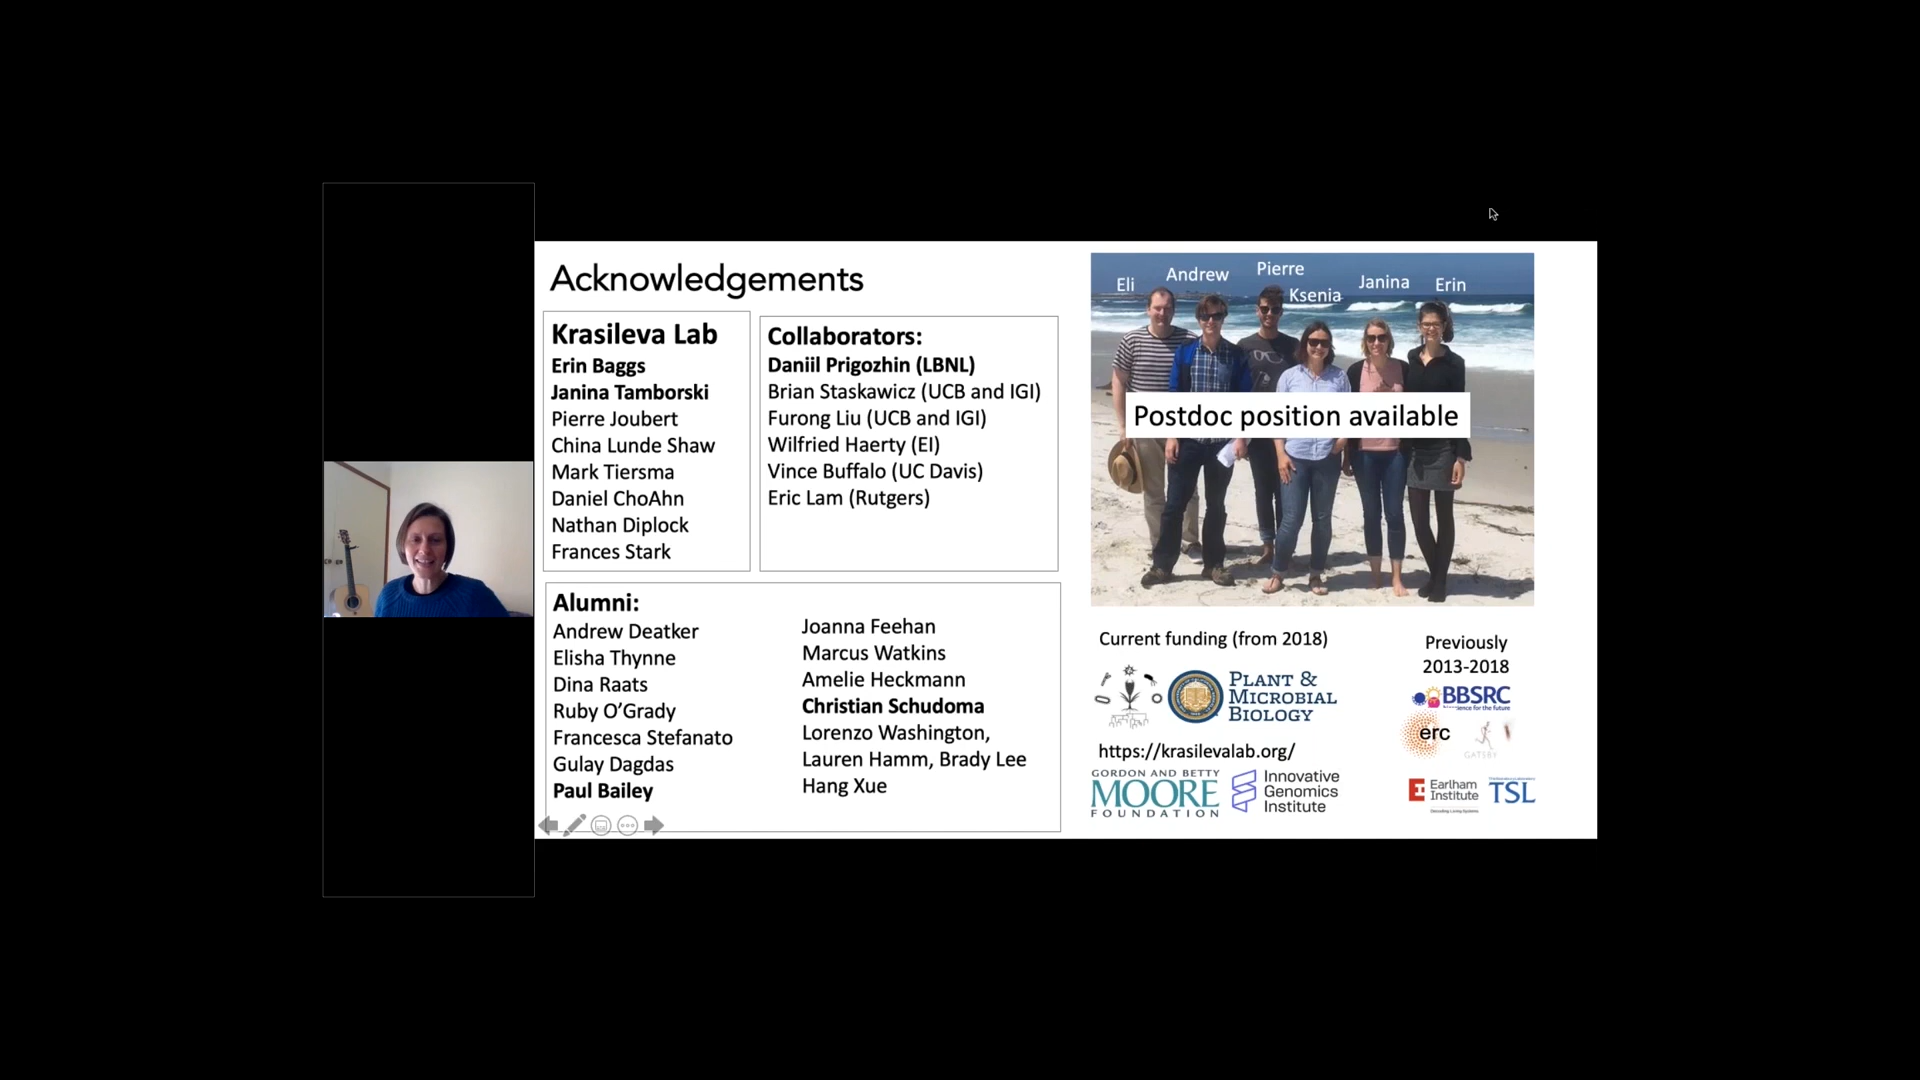 Acknowledgements
Krasileva Lab
Erin Baggs
Janina Tamborski
Pierre Joubert
China Lunde Shaw
Mark Tiersma
Daniel ChoAhn
Nathan Diplock
Frances Stark
Collaborators:
Daniil Prigozhin (LBNL)
Brian Staskawicz (UCB and IGI)
Furong Liu (UCB and IGI)
Wilfried Haerty (EI)
Vince Buffalo (UC Davis)
Eric Lam (Rutgers)
Alumni:
Andrew Deatker
Elisha Thynne
Dina Raats
Ruby O’Grady
Francesca Stefanato
Gulay Dagdas
Paul Bailey
Joanna Feehan
Marcus Watkins
Amelie Heckmann
Christian Schudoma
Lorenzo Washington,
Lauren Hamm, Brady Lee
Hang Xue
Eli
Andrew
Pierre
Ksenia
Janina
Erin
Postdoc position available
Current funding (from 2018)
PLANT &
MICROBIAL
BIOLOGY
https://krasilevalab.org/
GORDON AND BETTY
MOORE
FOUNDATION
Innovative
Genomics
Institute
Previously
2013-2018
BBSRC
science for the future
erc
GATSBY
Earlham
Institute
TSL